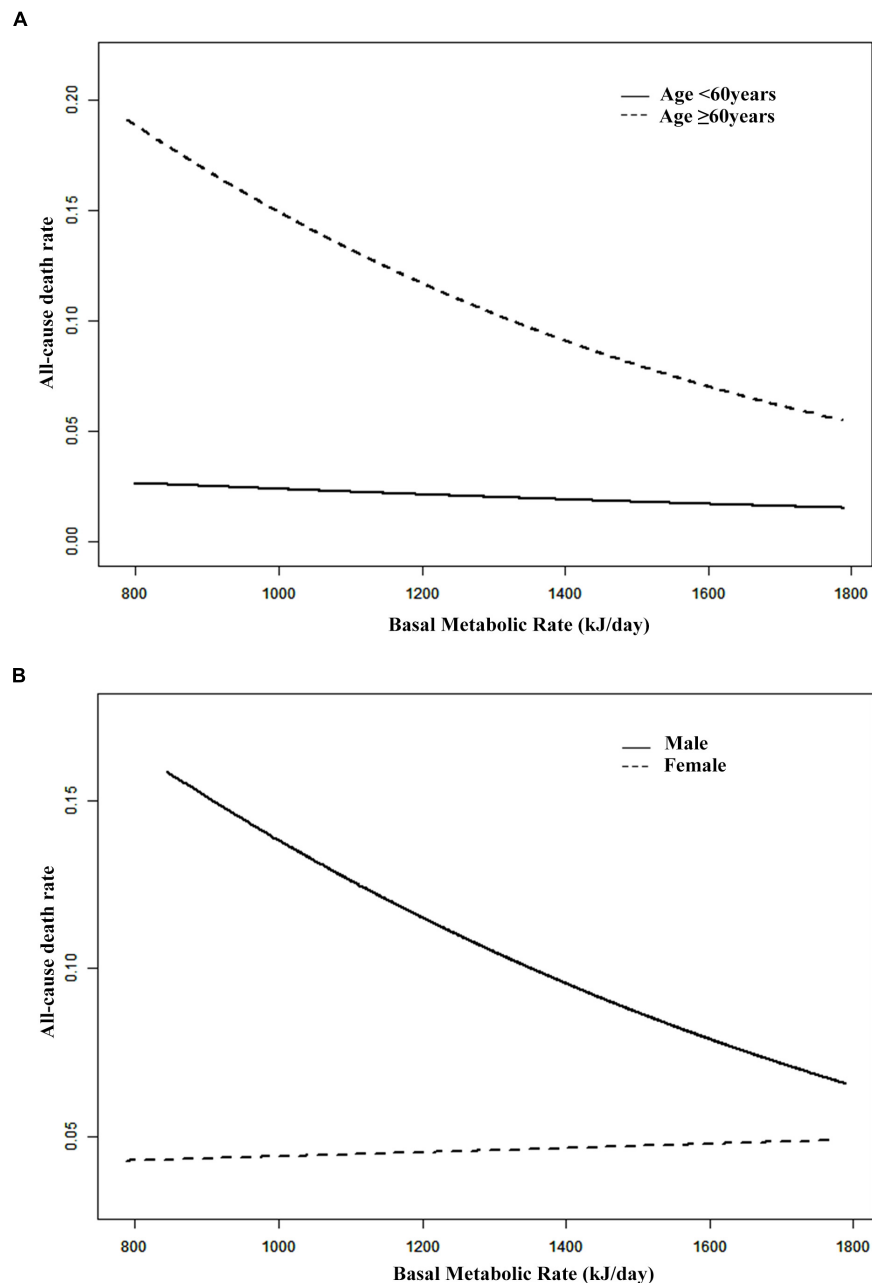 A
Age <60years
Age ≥60years
0.20
0.15
0.10
0.05
0.00
All-cause death rate
800 1000 1200 1400 1600 1800
Basal Metabolic Rate (kJ/day)
B
Male
Female
0.15
0.10
0.05
All-cause death rate
800 1000 1200 1400 1600 1800
Basal Metabolic Rate (kJ/day)